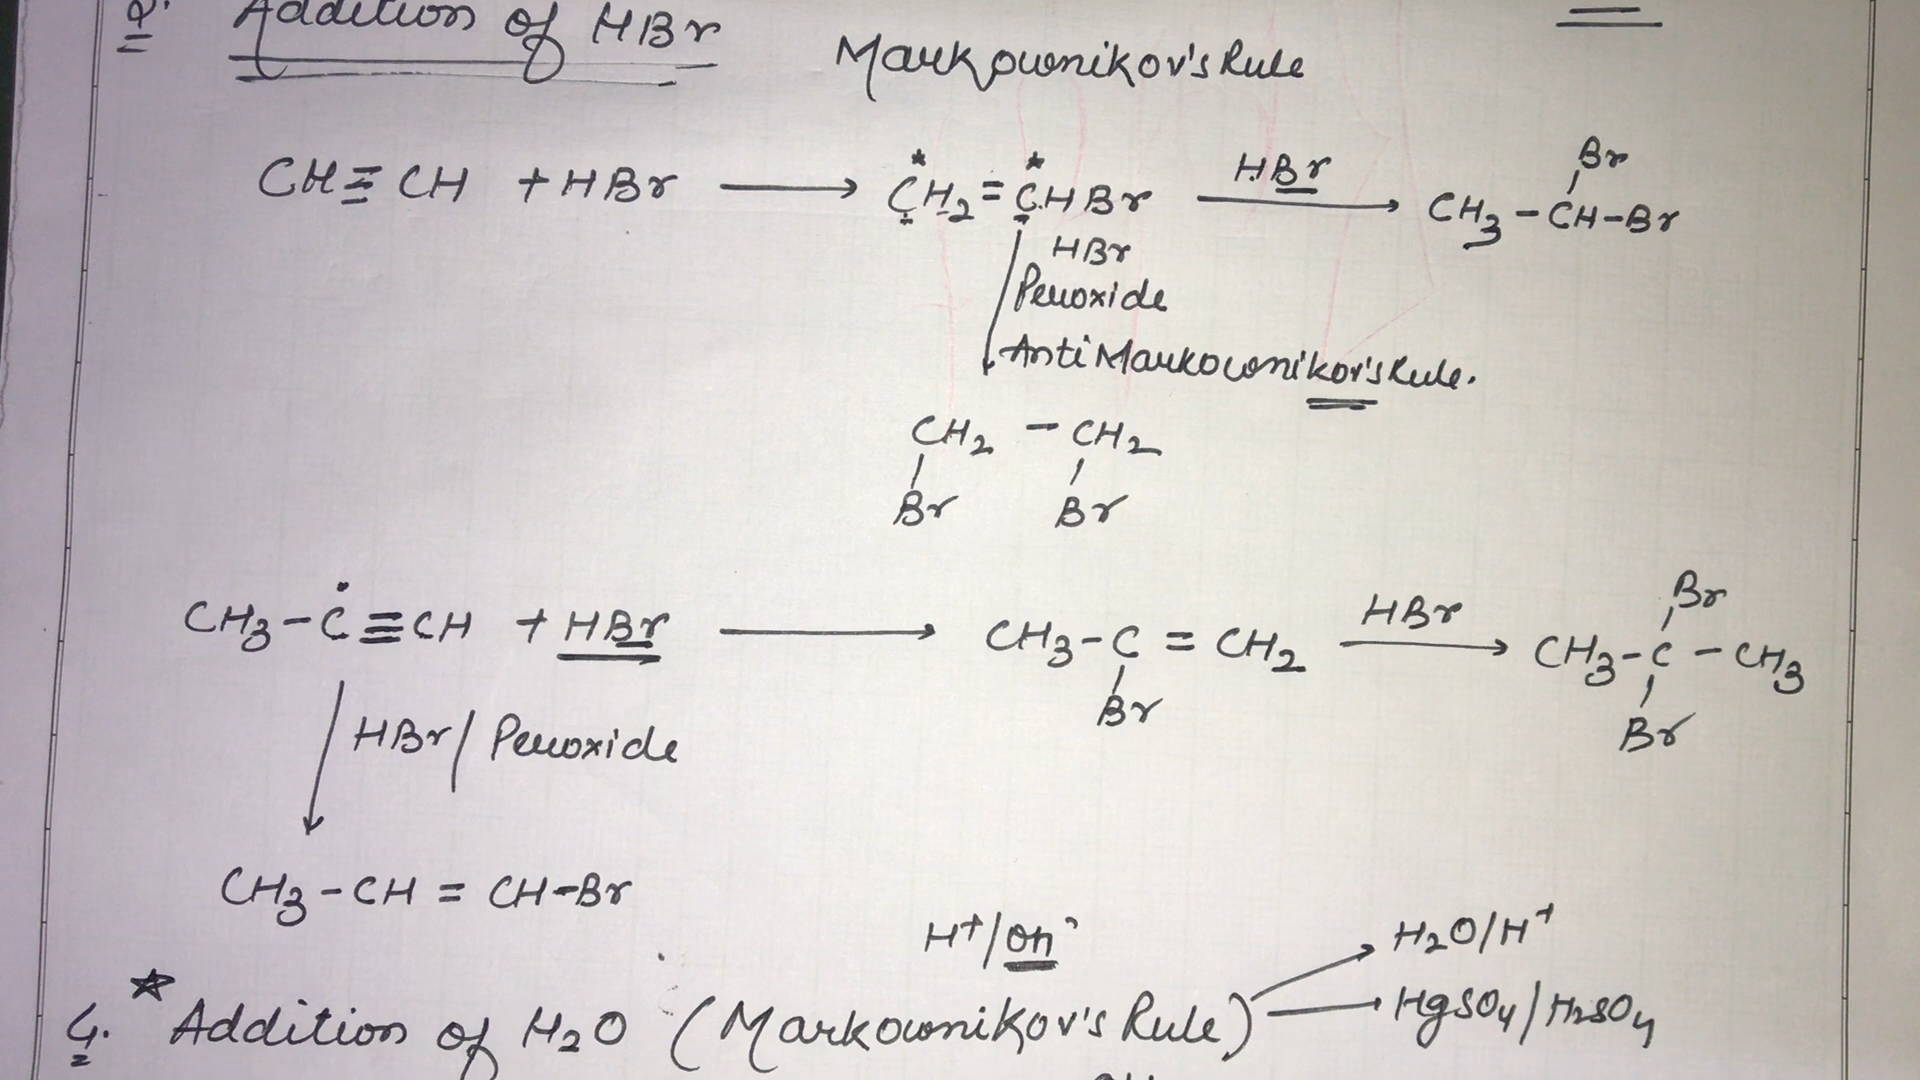 Addition of HBr
Markownikov's Rule
CH≡CH + HBr ⟶ CH₂=CHBr ⟶ CH₃-CH-Br
* *
HBr
Br
HBr
Peroxide
Anti Markownikov's Rule.
CH₂ - CH₂
Br Br
CH₃-C≡CH + HBr ⟶ CH₃-C=CH₂ ⟶ CH₃-C-CH₃
HBr
Br
Br
Br
HBr/Peroxide
CH₃-CH=CH-Br
H⁺/
H₂O/H⁺
4. * Addition of H₂O (Markownikov's Rule)
HgSO₄/H₂SO₄